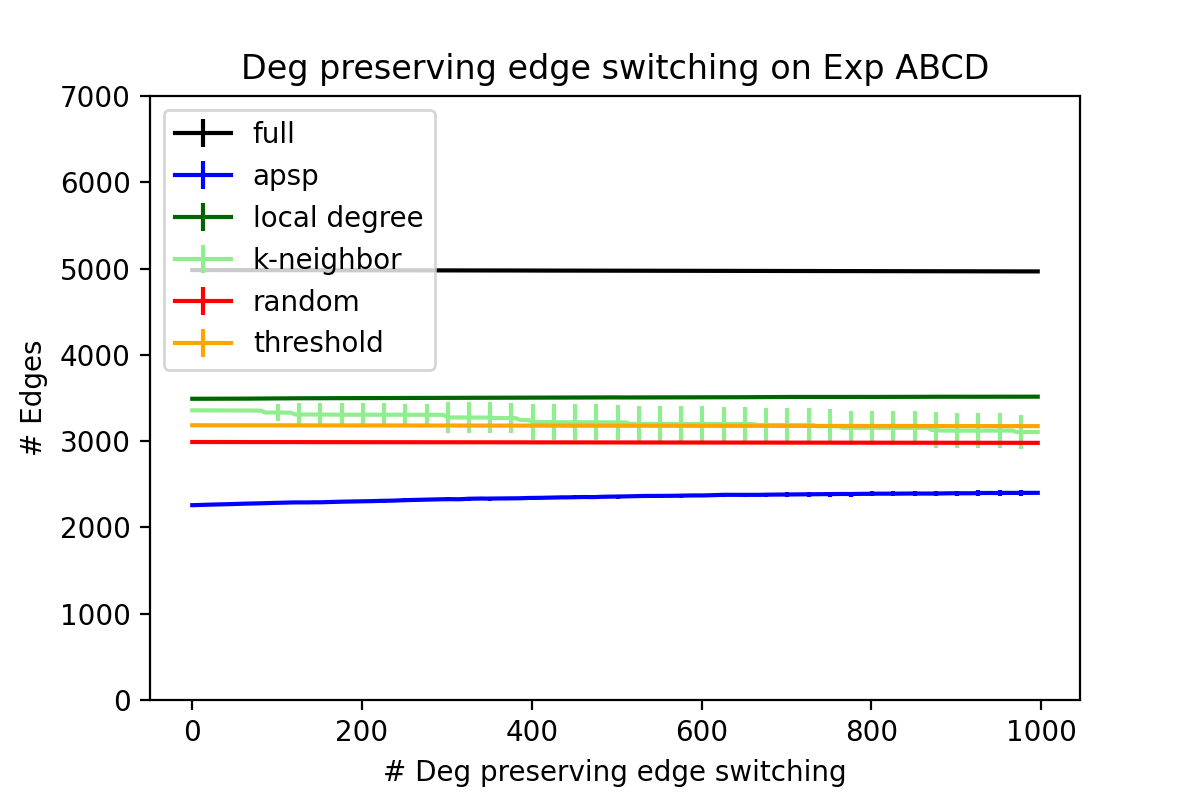 Deg preserving edge switching on Exp ABCD
7000
6000
5000
4000
3000
2000
1000
0
# Edges
full
apsp
local degree
k-neighbor
random
threshold
0 200 400 600 800 1000
# Deg preserving edge switching